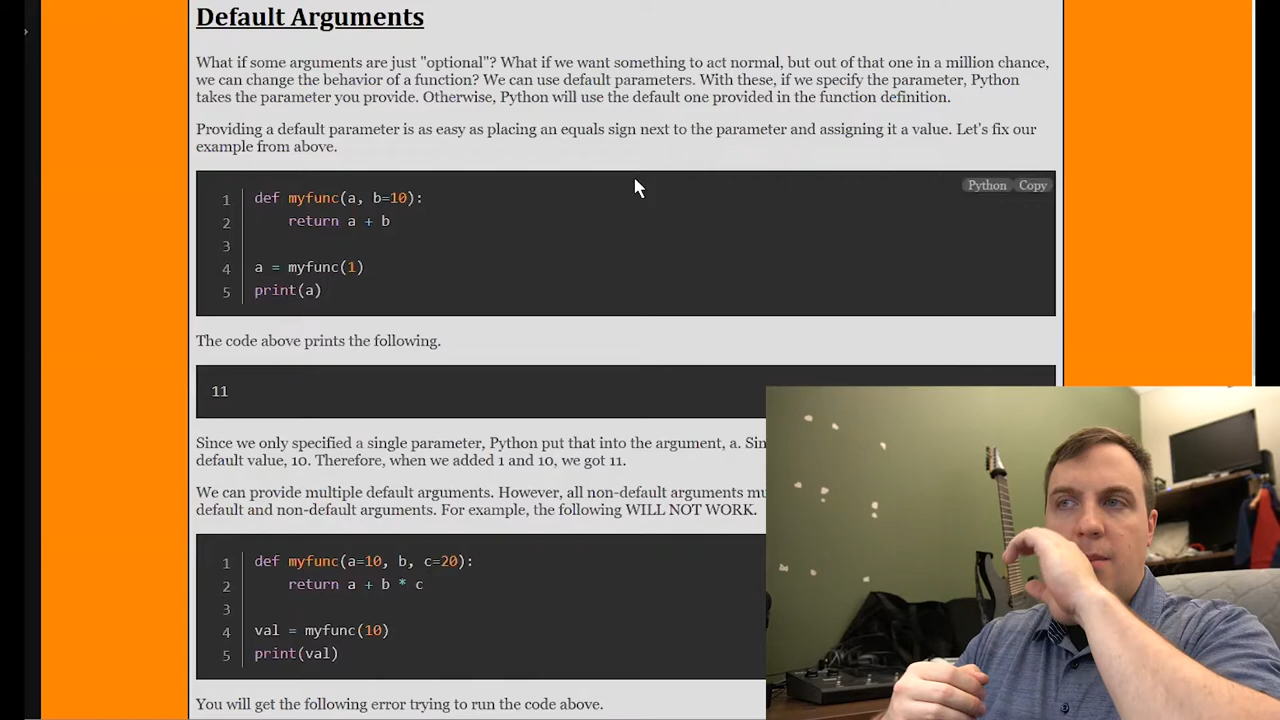 Default Arguments
What if some arguments are just "optional"? What if we want something to act normal, but out of that one in a million chance,
we can change the behavior of a function? We can use default parameters. With these, if we specify the parameter, Python
takes the parameter you provide. Otherwise, Python will use the default one provided in the function definition.
Providing a default parameter is as easy as placing an equals sign next to the parameter and assigning it a value. Let's fix our
example from above.
Python Copy
1 def myfunc(a, b=10):
2 return a + b
3
4 a = myfunc(1)
5 print(a)
The code above prints the following.
11
Since we only specified a single parameter, Python put that into the argument, a.
default value, 10. Therefore, when we added 1 and 10, we got 11.
We can provide multiple default arguments. However, all non-default arguments
default and non-default arguments. For example, the following WILL NOT WORK.
1 def myfunc(a=10, b, c=20):
2 return a + b * c
3
4 val = myfunc(10)
5 print(val)
You will get the following error trying to run the code above.